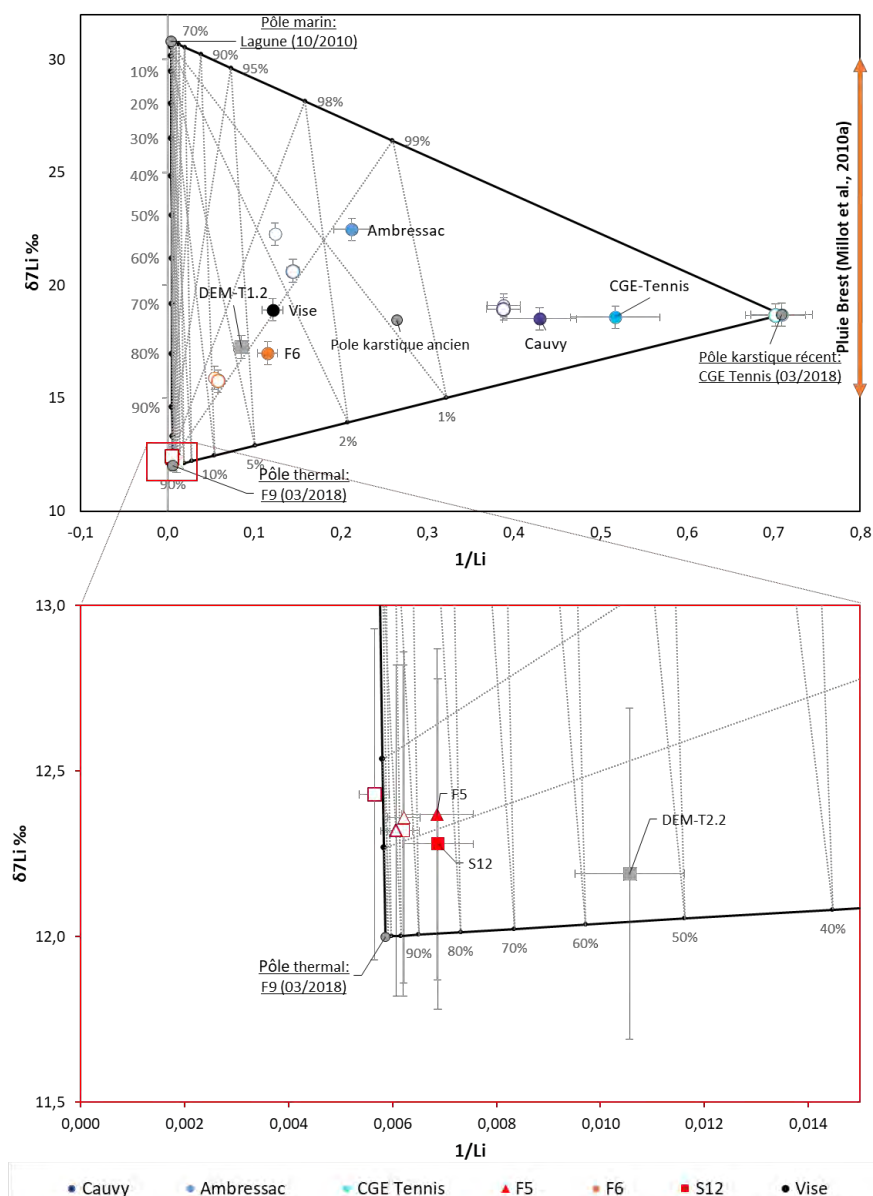 Pôle marin:
Lagune (10/2010)
70%
90%
95%
98%
99%
10%
20%
30%
40%
50%
60%
70%
80%
90%
30
25
20
15
10
δ7Li ‰
Ambressac
DEM-T1.2
Vise
F6
Pole karstique ancien
CGE-Tennis
Cauvy
Pôle karstique récent:
CGE Tennis (03/2018)
Pluie Brest (Millot et al., 2010a)
1%
2%
5%
10%
90%
Pôle thermal:
F9 (03/2018)
-0,1 0,0 0,1 0,2 0,3 0,4 0,5 0,6 0,7 0,8
1/Li
13,0
12,5
12,0
11,5
δ7Li ‰
F5
S12
DEM-T2.2
90% 80% 70% 60% 50% 40%
Pôle thermal:
F9 (03/2018)
0,000 0,002 0,004 0,006 0,008 0,010 0,012 0,014
1/Li
Cauvy Ambressac CGE Tennis F5 F6 S12 Vise